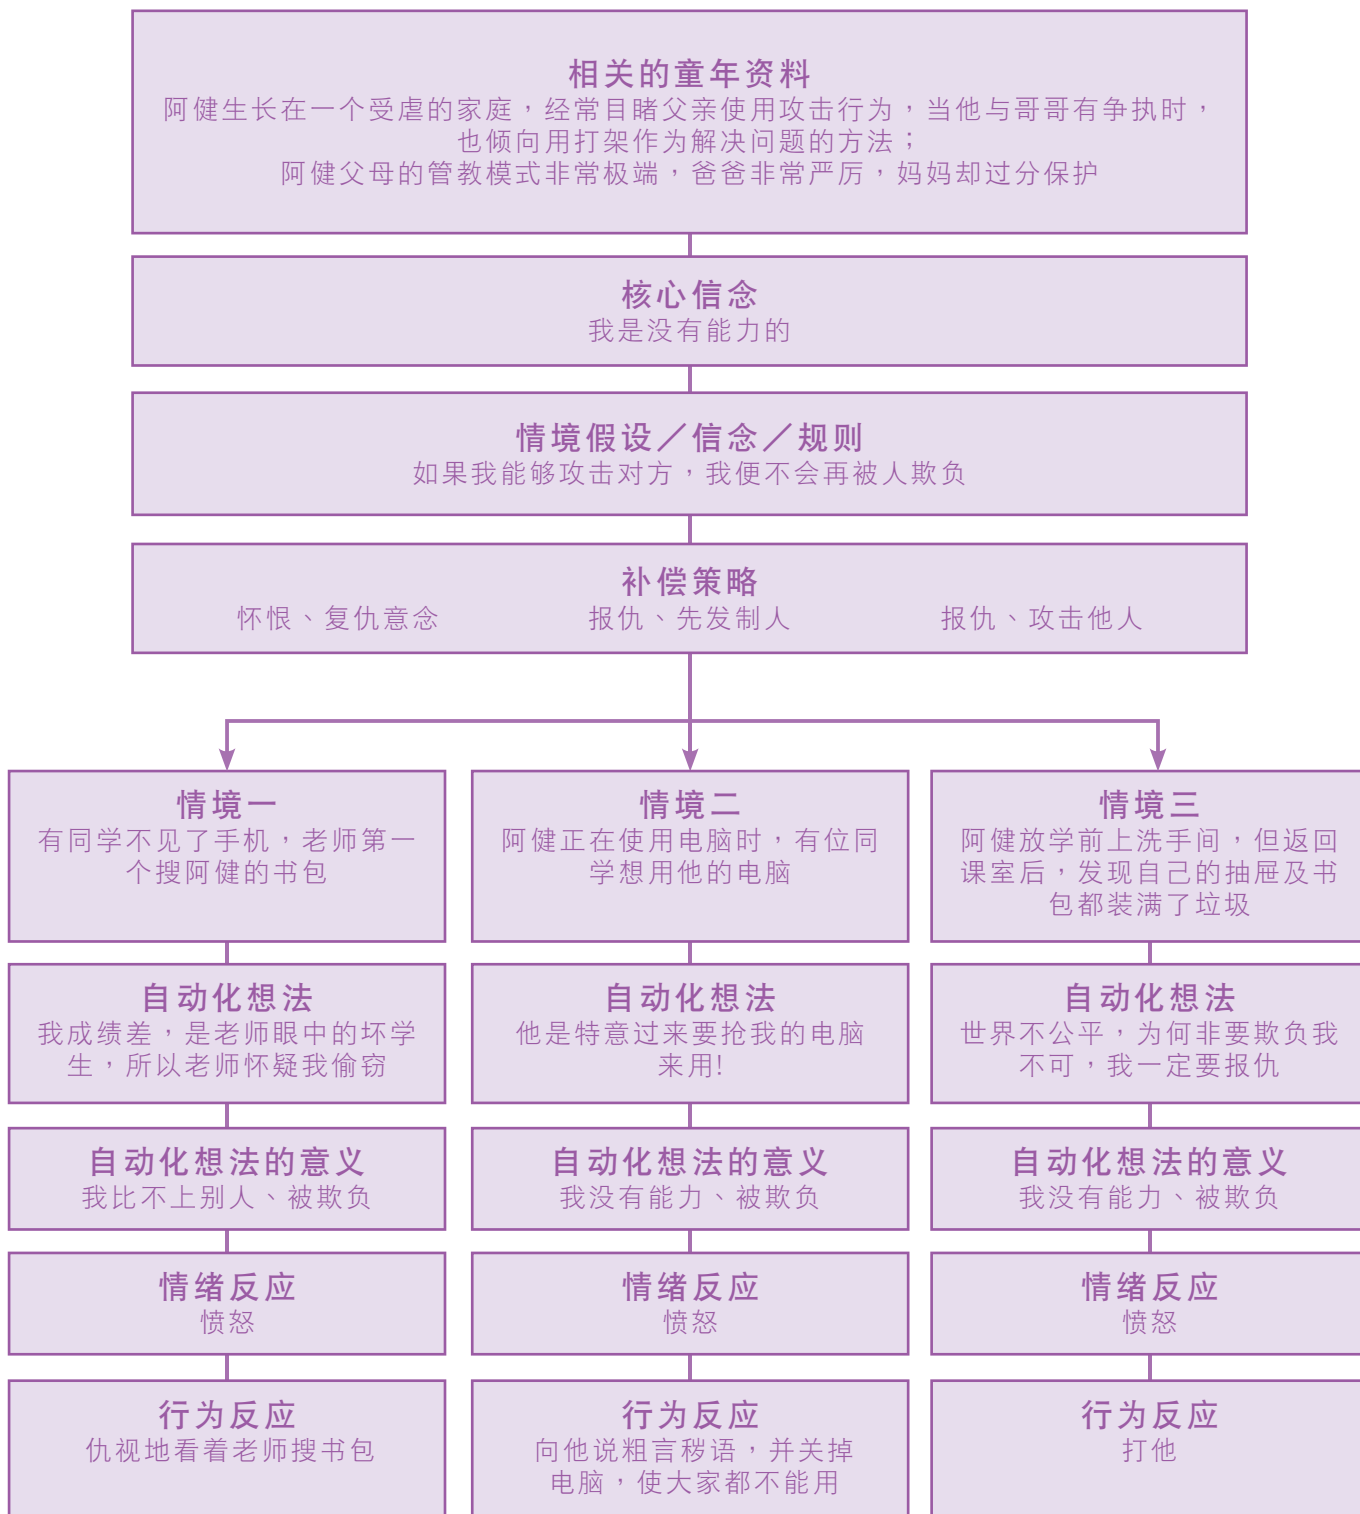 相关的童年资料
阿健生长在一个受虐的家庭，经常目睹父亲使用攻击行为，当他与哥哥有争执时，
也倾向用打架作为解决问题的方法；
阿健父母的管教模式非常极端，爸爸非常严厉，妈妈却过分保护
核心信念
我是没有能力的
情境假设／信念／规则
如果我能够攻击对方，我便不会再被人欺负
补偿策略
怀恨、复仇意念
报仇、先发制人
报仇、攻击他人
情境一
有同学不见了手机，老师第一
个搜阿健的书包
自动化想法
我成绩差，是老师眼中的坏学
生，所以老师怀疑我偷窃
自动化想法的意义
我比不上别人、被欺负
情绪反应
愤怒
行为反应
仇视地看着老师搜书包
情境二
阿健正在使用电脑时，有位同
学想用他的电脑
自动化想法
他是特意过来要抢我的电脑
来用!
自动化想法的意义
我没有能力、被欺负
情绪反应
愤怒
行为反应
向他说粗言秽语，并关掉
电脑，使大家都不能用
情境三
阿健放学前上洗手间，但返回
课室后，发现自己的抽屉及书
包都装满了垃圾
自动化想法
世界不公平，为何非要欺负我
不可，我一定要报仇
自动化想法的意义
我没有能力、被欺负
情绪反应
愤怒
行为反应
打他